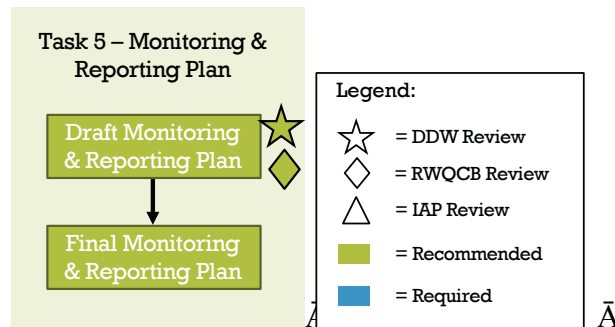 Task 5 – Monitoring &
Reporting Plan
Draft Monitoring
& Reporting Plan
Final Monitoring
& Reporting Plan
Legend:
= DDW Review
= RWQCB Review
= IAP Review
= Recommended
= Required
Ā